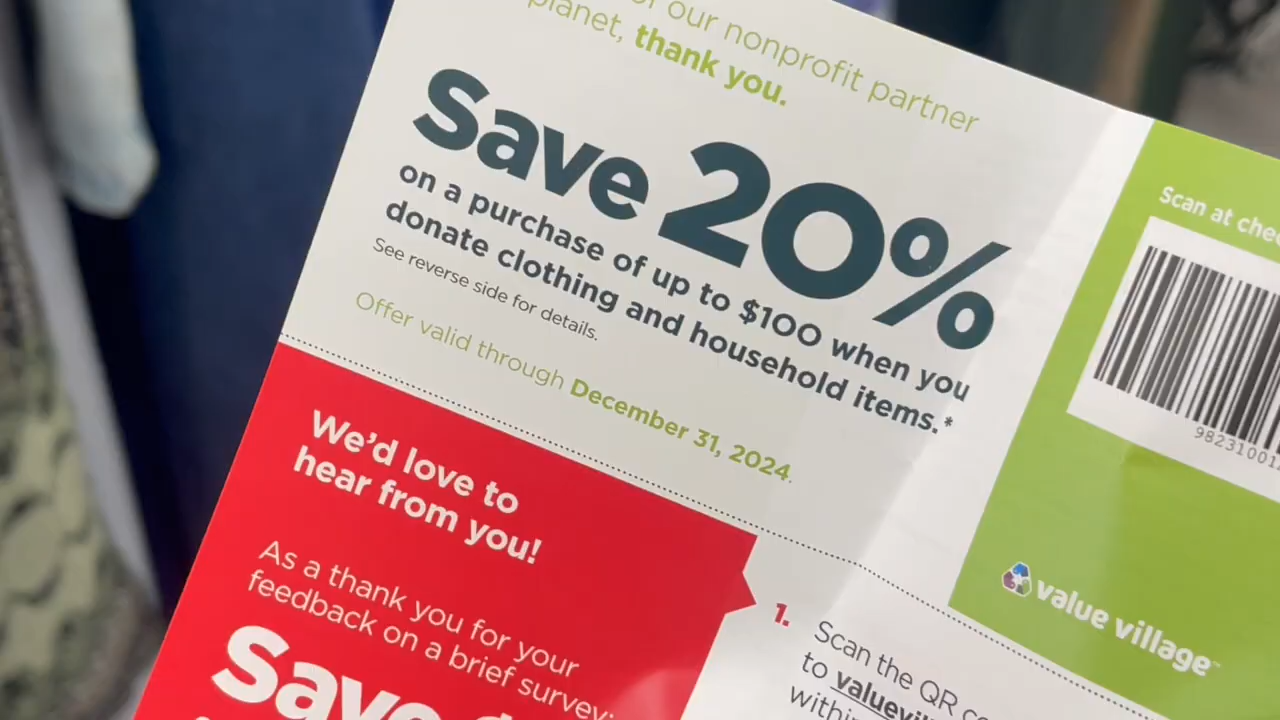 of our nonprofit partner
planet, thank you.
Save 20%
on a purchase of up to $100 when you
donate clothing and household items.*
See reverse side for details.
Offer valid through December 31, 2024.
Scan at
value village™
We'd love to
hear from you!
As a thank you for your
feedback on a brief survey:
Save
1. Scan the QR
to